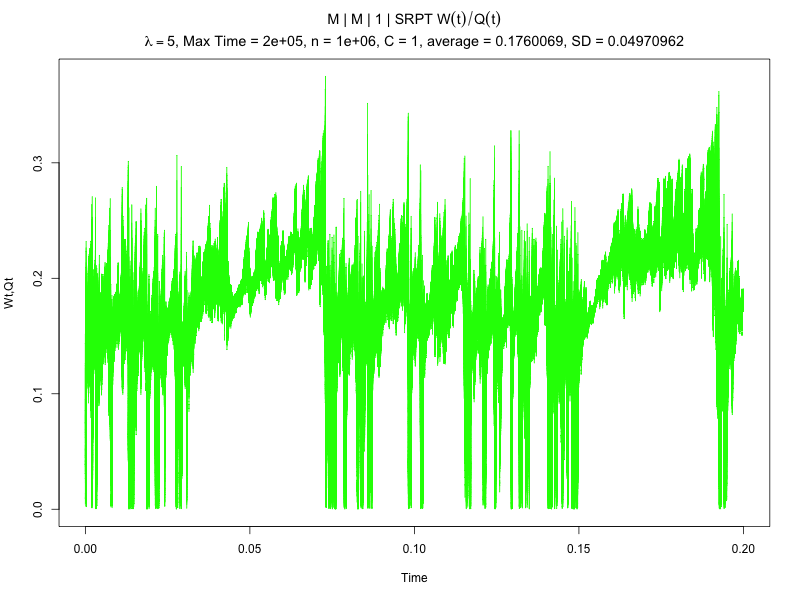 M | M | 1 | SRPT W(t)/Q(t)
λ = 5, Max Time = 2e+05, n = 1e+06, C = 1, average = 0.1760069, SD = 0.04970962
Wt,Qt
0.3
0.2
0.1
0.0
0.00 0.05 0.10 0.15 0.20
Time